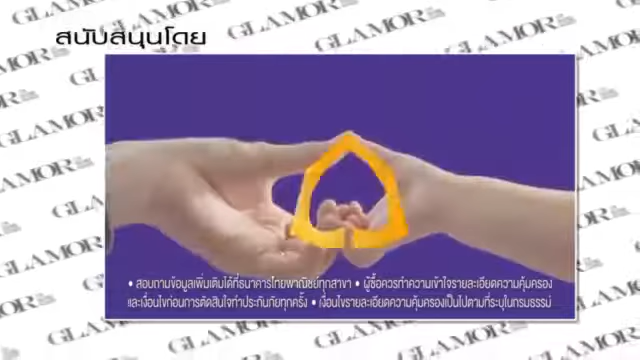 สนับสนุนโดย
GLAMOR
• สอบถามข้อมูลเพิ่มเติมได้ที่ธนาคารไทยพาณิชย์ทุกสาขา • ผู้ซื้อควรทำความเข้าใจรายละเอียดความคุ้มครอง
และเงื่อนไขก่อนการตัดสินใจทำประกันภัยทุกครั้ง • เงื่อนไขรายละเอียดความคุ้มครองเป็นไปตามที่ระบุในกรมธรรม์